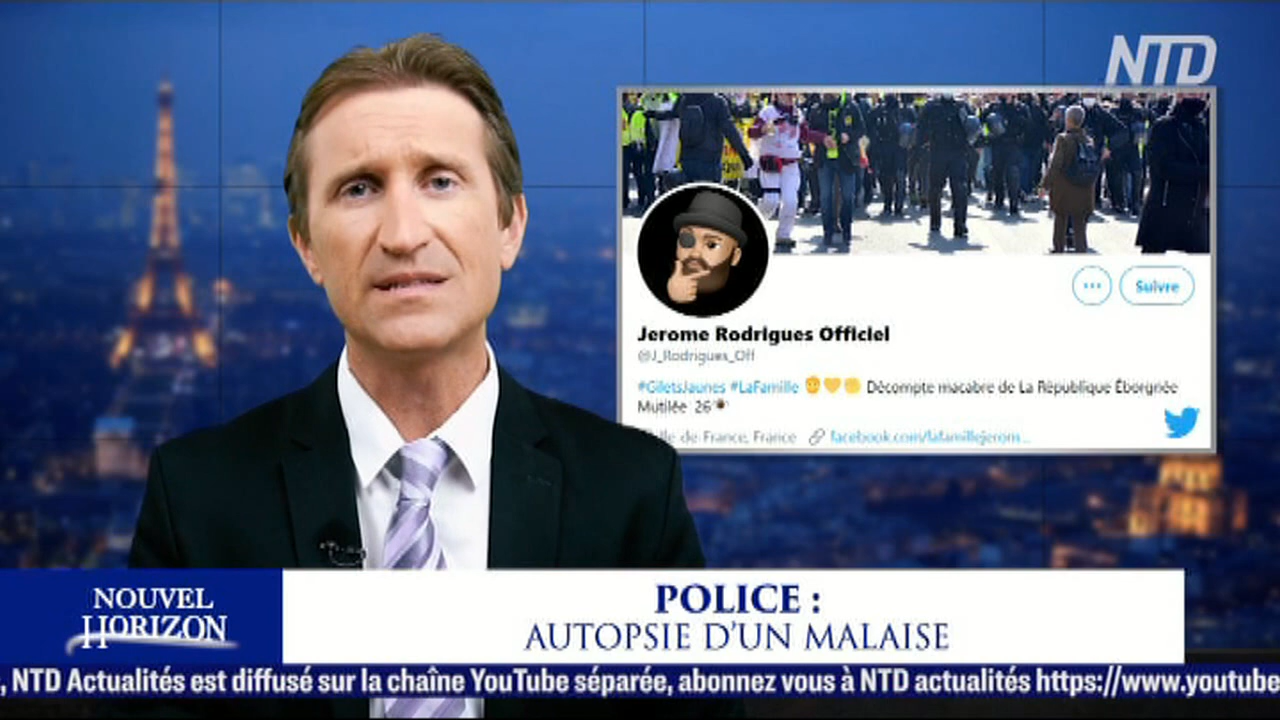 NTD
Suivre
Jerome Rodrigues Officiel
@J_Rodrigues_Off
#GiletsJaunes #LaFamille Décompte macabre de La République Éborgnée
Mutilée 26
Ile-de-France, France facebook.com/lafamillejerom...
POLICE :
AUTOPSIE D'UN MALAISE
NOUVEL
HORIZON
, NTD Actualités est diffusé sur la chaîne YouTube séparée, abonnez vous à NTD actualités https://www.youtube